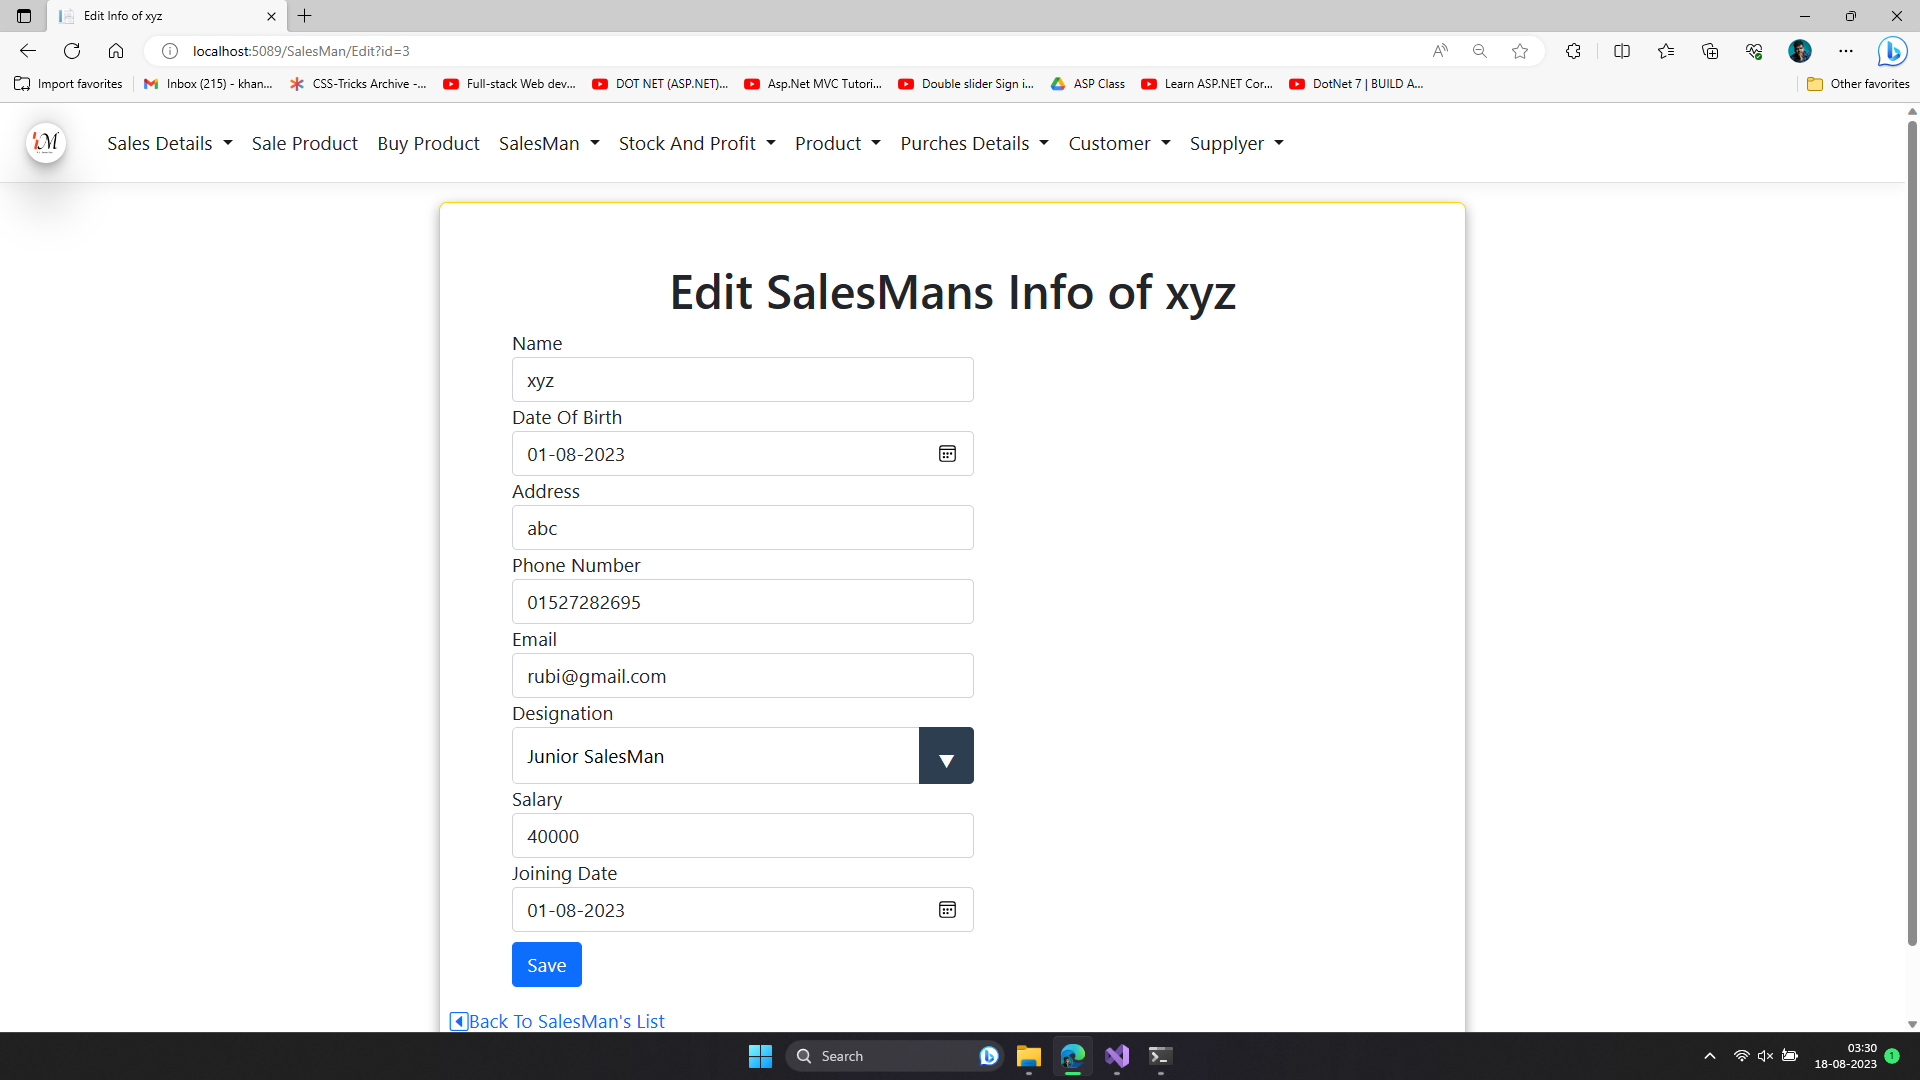 Edit Info of xyz
localhost:5089/SalesMan/Edit?id=3
Import favorites
Inbox (215) - khan...
CSS-Tricks Archive -...
Full-stack Web dev...
DOT NET (ASP.NET)...
Asp.Net MVC Tutori...
Double slider Sign i...
ASP Class
Learn ASP.NET Cor...
DotNet 7 | BUILD A...
Other favorites
Sales Details
Sale Product
Buy Product
SalesMan
Stock And Profit
Product
Purches Details
Customer
Supplyer
Edit SalesMans Info of xyz
Name
xyz
Date Of Birth
01-08-2023
Address
abc
Phone Number
01527282695
Email
rubi@gmail.com
Designation
Junior SalesMan
Salary
40000
Joining Date
01-08-2023
Save
Back To SalesMan's List
Search
03:30
18-08-2023
1